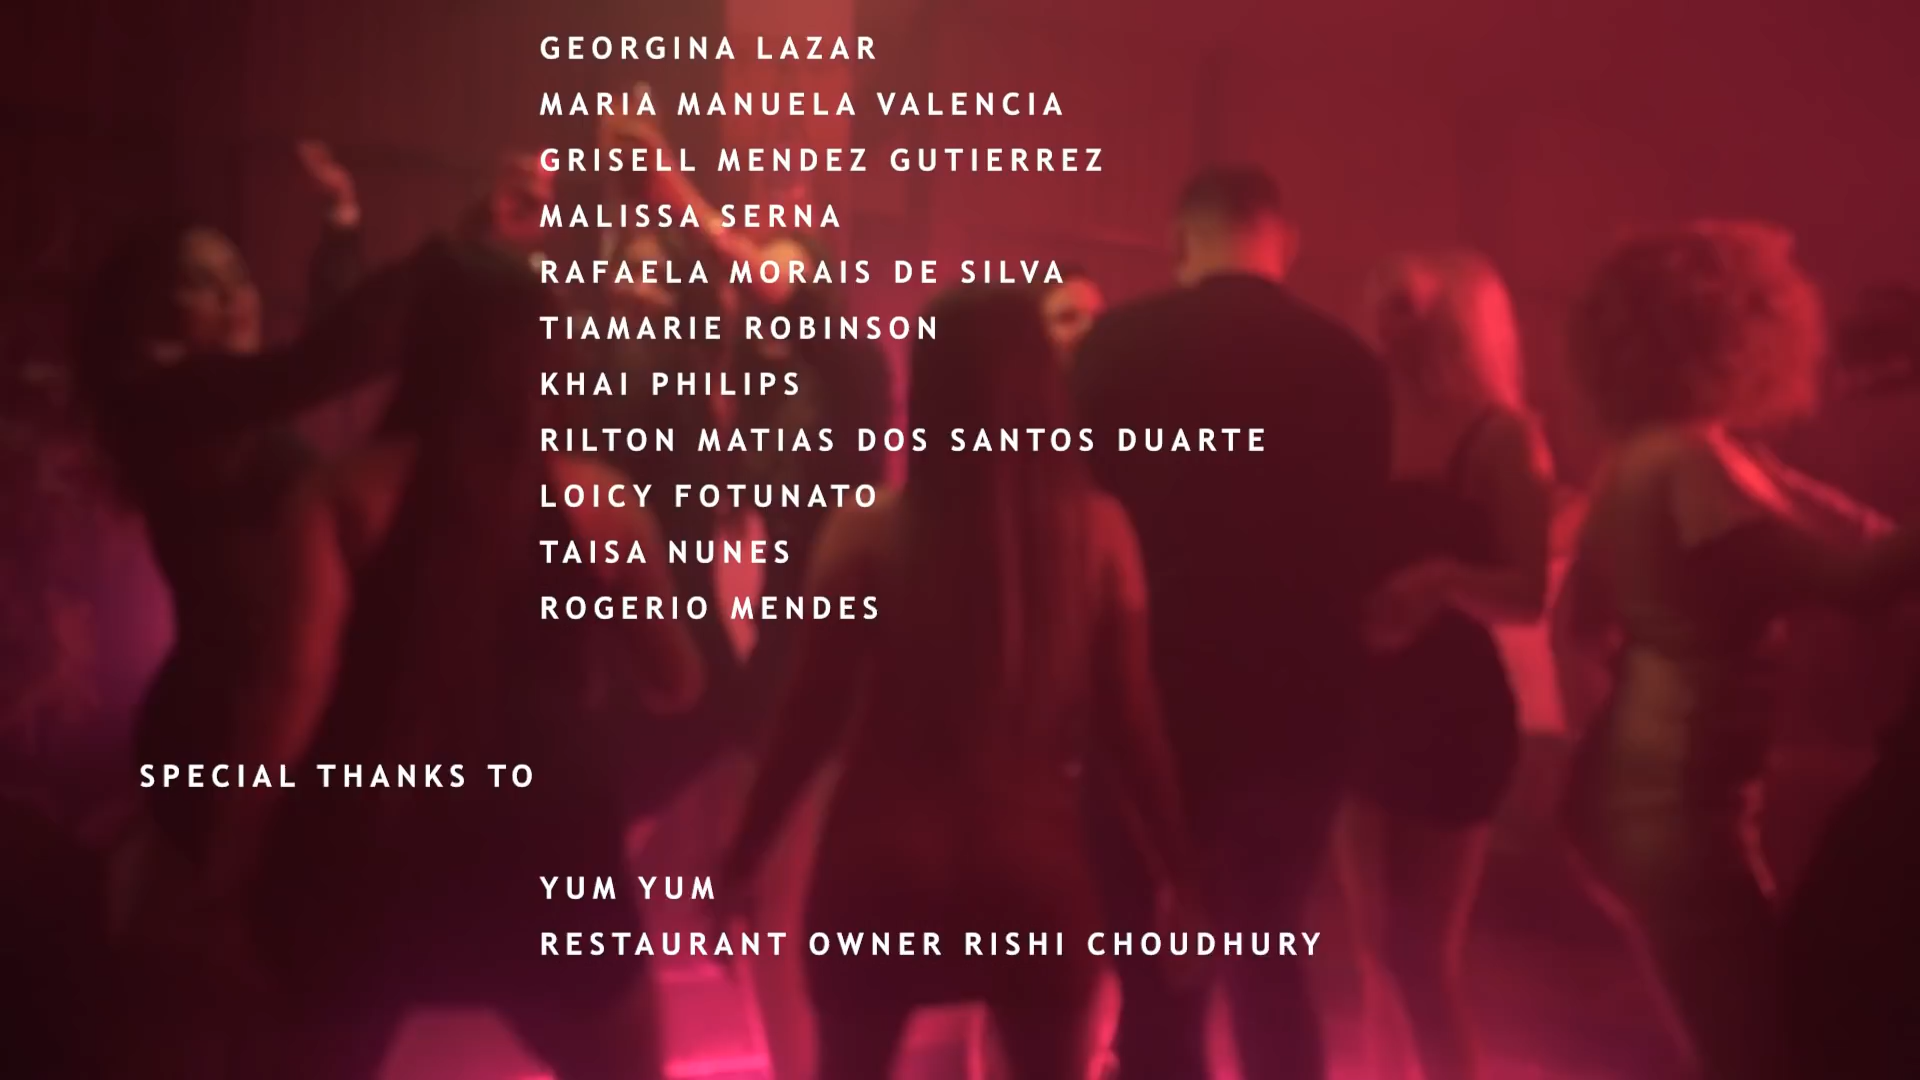 GEORGINA LAZAR
MARIA MANUELA VALENCIA
GRISELL MENDEZ GUTIERREZ
MALISSA SERNA
RAFAELA MORAIS DE SILVA
TIAMARIE ROBINSON
KHAI PHILIPS
RILTON MATIAS DOS SANTOS DUARTE
LOICY FOTUNATO
TAISA NUNES
ROGERIO MENDES
SPECIAL THANKS TO
YUM YUM
RESTAURANT OWNER RISHI CHOUDHURY